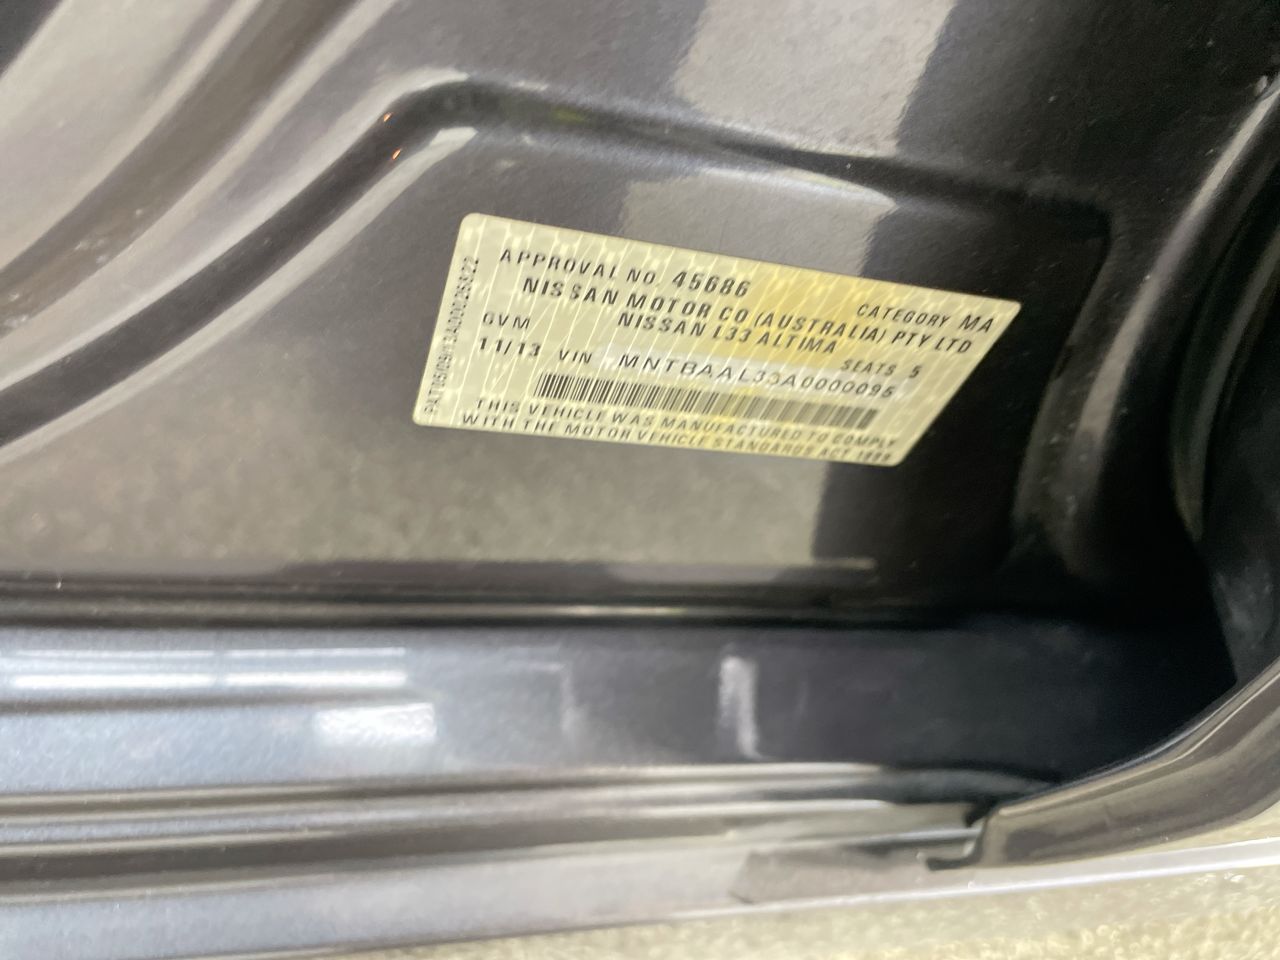 APPROVAL NO. 45686 CATEGORY MA
NISSAN MOTOR CO (AUSTRALIA) PTY LTD
GVM NISSAN L33 ALTIMA
11/13 SEATS 5
VIN MNTBAAL33A0000095
THIS VEHICLE WAS MANUFACTURED TO COMPLY
WITH THE MOTOR VEHICLE STANDARDS ACT 1989